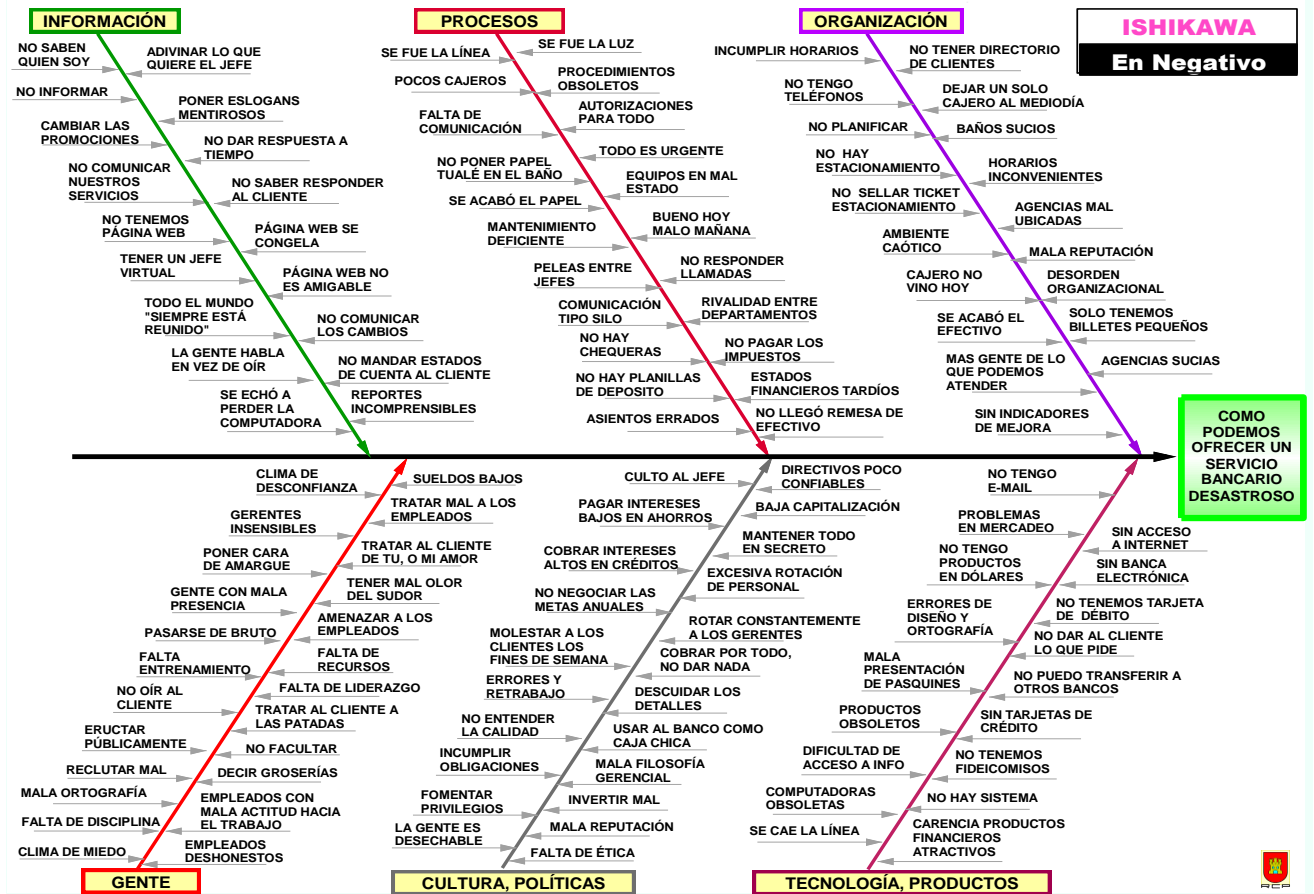 INFORMACIÓN
NO SABEN
QUIEN SOY
ADIVINAR LO QUE
QUIERE EL JEFE
NO INFORMAR
PONER ESLOGANS
MENTIROSOS
CAMBIAR LAS
PROMOCIONES
NO DAR RESPUESTA A
TIEMPO
NO COMUNICAR
NUESTROS
SERVICIOS
NO SABER RESPONDER
AL CLIENTE
NO TENEMOS
PÁGINA WEB
PÁGINA WEB SE
CONGELA
TENER UN JEFE
VIRTUAL
PÁGINA WEB NO
ES AMIGABLE
TODO EL MUNDO
"SIEMPRE ESTÁ
REUNIDO"
NO COMUNICAR
LOS CAMBIOS
LA GENTE HABLA
EN VEZ DE OÍR
NO MANDAR ESTADOS
DE CUENTA AL CLIENTE
SE ECHÓ A
PERDER LA
COMPUTADORA
REPORTES
INCOMPRENSIBLES
PROCESOS
SE FUE LA LÍNEA
SE FUE LA LUZ
POCOS CAJEROS
PROCEDIMIENTOS
OBSOLETOS
FALTA DE
COMUNICACIÓN
AUTORIZACIONES
PARA TODO
TODO ES URGENTE
NO PONER PAPEL
TUALÉ EN EL BAÑO
EQUIPOS EN MAL
ESTADO
SE ACABÓ EL PAPEL
BUENO HOY
MALO MAÑANA
MANTENIMIENTO
DEFICIENTE
NO RESPONDER
LLAMADAS
PELEAS ENTRE
JEFES
RIVALIDAD ENTRE
DEPARTAMENTOS
COMUNICACIÓN
TIPO SILO
NO PAGAR LOS
IMPUESTOS
NO HAY
CHEQUERAS
ESTADOS
FINANCIEROS TARDÍOS
NO HAY PLANILLAS
DE DEPOSITO
NO LLEGÓ REMESA DE
EFECTIVO
ASIENTOS ERRADOS
ORGANIZACIÓN
INCUMPLIR HORARIOS
NO TENER DIRECTORIO
DE CLIENTES
NO TENGO
TELÉFONOS
DEJAR UN SOLO
CAJERO AL MEDIODÍA
NO PLANIFICAR
BAÑOS SUCIOS
NO HAY
ESTACIONAMIENTO
HORARIOS
INCONVENIENTES
NO SELLAR TICKET
ESTACIONAMIENTO
AGENCIAS MAL
UBICADAS
AMBIENTE
CAÓTICO
MALA REPUTACIÓN
CAJERO NO
VINO HOY
DESORDEN
ORGANIZACIONAL
SE ACABÓ EL
EFECTIVO
SOLO TENEMOS
BILLETES PEQUEÑOS
MAS GENTE DE LO
QUE PODEMOS
ATENDER
AGENCIAS SUCIAS
SIN INDICADORES
DE MEJORA
ISHIKAWA
En Negativo
COMO
PODEMOS
OFRECER UN
SERVICIO
BANCARIO
DESASTROSO
CLIMA DE
DESCONFIANZA
SUELDOS BAJOS
GERENTES
INSENSIBLES
TRATAR MAL A LOS
EMPLEADOS
PONER CARA
DE AMARGUE
TRATAR AL CLIENTE
DE TU, O MI AMOR
GENTE CON MALA
PRESENCIA
TENER MAL OLOR
DEL SUDOR
PASARSE DE BRUTO
AMENAZAR A LOS
EMPLEADOS
FALTA
ENTRENAMIENTO
FALTA DE
RECURSOS
NO OÍR AL
CLIENTE
FALTA DE LIDERAZGO
TRATAR AL CLIENTE A
LAS PATADAS
ERUCTAR
PÚBLICAMENTE
NO FACULTAR
RECLUTAR MAL
DECIR GROSERÍAS
MALA ORTOGRAFÍA
EMPLEADOS CON
MALA ACTITUD HACIA
EL TRABAJO
FALTA DE DISCIPLINA
CLIMA DE MIEDO
EMPLEADOS
DESHONESTOS
GENTE
CULTO AL JEFE
DIRECTIVOS POCO
CONFIABLES
PAGAR INTERESES
BAJOS EN AHORROS
BAJA CAPITALIZACIÓN
COBRAR INTERESES
ALTOS EN CRÉDITOS
MANTENER TODO
EN SECRETO
NO NEGOCIAR LAS
METAS ANUALES
EXCESIVA ROTACIÓN
DE PERSONAL
MOLESTAR A LOS
CLIENTES LOS
FINES DE SEMANA
ROTAR CONSTANTEMENTE
A LOS GERENTES
COBRAR POR TODO,
NO DAR NADA
ERRORES Y
RETRABAJO
DESCUIDAR LOS
DETALLES
NO ENTENDER
LA CALIDAD
USAR AL BANCO COMO
CAJA CHICA
INCUMPLIR
OBLIGACIONES
MALA FILOSOFÍA
GERENCIAL
FOMENTAR
PRIVILEGIOS
INVERTIR MAL
LA GENTE ES
DESECHABLE
MALA REPUTACIÓN
FALTA DE ÉTICA
CULTURA, POLÍTICAS
NO TENGO
E-MAIL
PROBLEMAS
EN MERCADEO
SIN ACCESO
A INTERNET
NO TENGO
PRODUCTOS
EN DÓLARES
SIN BANCA
ELECTRÓNICA
ERRORES DE
DISEÑO Y
ORTOGRAFÍA
NO TENEMOS TARJETA
DE DÉBITO
NO DAR AL CLIENTE
LO QUE PIDE
MALA
PRESENTACIÓN
DE PASQUINES
NO PUEDO TRANSFERIR A
OTROS BANCOS
PRODUCTOS
OBSOLETOS
SIN TARJETAS DE
CRÉDITO
DIFICULTAD DE
ACCESO A INFO
NO TENEMOS
FIDEICOMISOS
COMPUTADORAS
OBSOLETAS
NO HAY SISTEMA
SE CAE LA LÍNEA
CARENCIA PRODUCTOS
FINANCIEROS
ATRACTIVOS
TECNOLOGÍA, PRODUCTOS
RCP